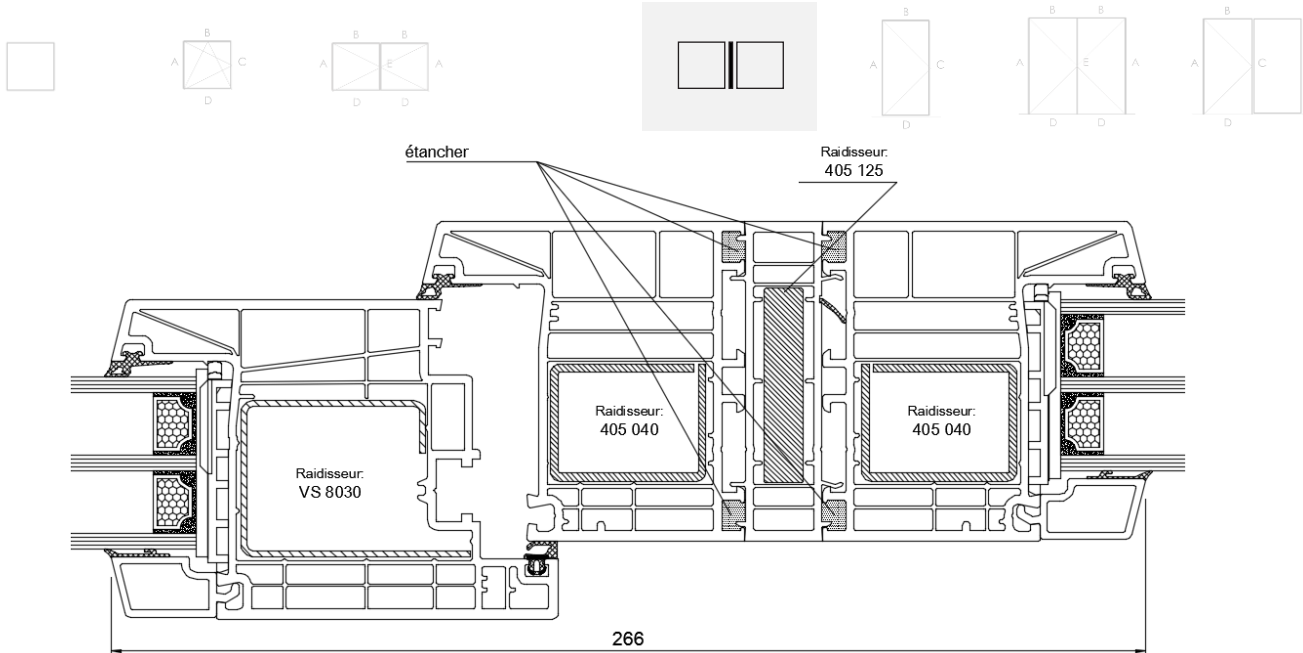 B
A
C
D
B
B
A
E
A
D
D
B
A
C
D
B
B
A
E
A
D
D
B
A
C
D
étancher
Raidisseur:
405 125
Raidisseur:
405 040
Raidisseur:
405 040
Raidisseur:
VS 8030
266